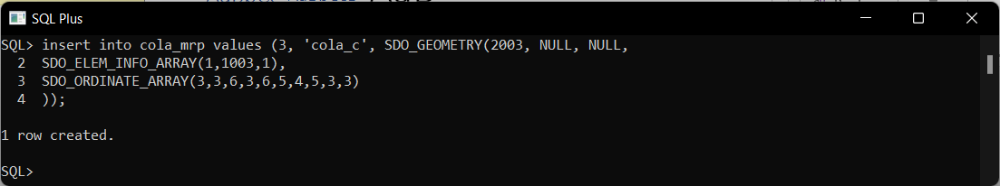 SQL Plus
SQL> insert into cola_mrp values (3, 'cola_c', SDO_GEOMETRY(2003, NULL, NULL,
  2  SDO_ELEM_INFO_ARRAY(1,1003,1),
  3  SDO_ORDINATE_ARRAY(3,3,6,3,6,5,4,5,3,3)
  4  ));
1 row created.
SQL>